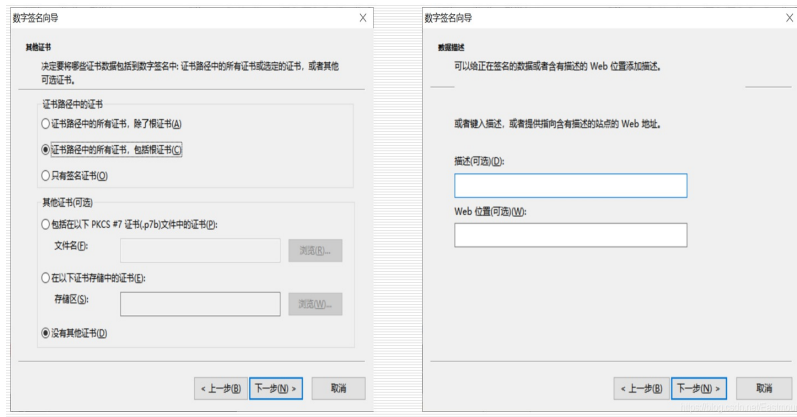 数字签名向导
其他证书
决定要将哪些证书数据包括到数字签名中: 证书路径中的所有证书或选定的证书，或者其他
可选证书。
证书路径中的证书
证书路径中的所有证书，除了根证书(A)
证书路径中的所有证书，包括根证书(C)
只有签名证书(O)
其他证书(可选)
包括在以下 PKCS #7 证书(.p7b)文件中的证书(P):
文件名(F):
浏览(R)...
在以下证书存储中的证书(E):
存储区(S):
浏览(W)...
没有其他证书(D)
< 上一步(B)
下一步(N) >
取消
数字签名向导
数据描述
可以给正在签名的数据或者含有描述的 Web 位置添加描述。
或者键入描述，或者提供指向含有描述的站点的 Web 地址。
描述(可选)(D):
Web 位置(可选)(W):
< 上一步(B)
下一步(N) >
取消